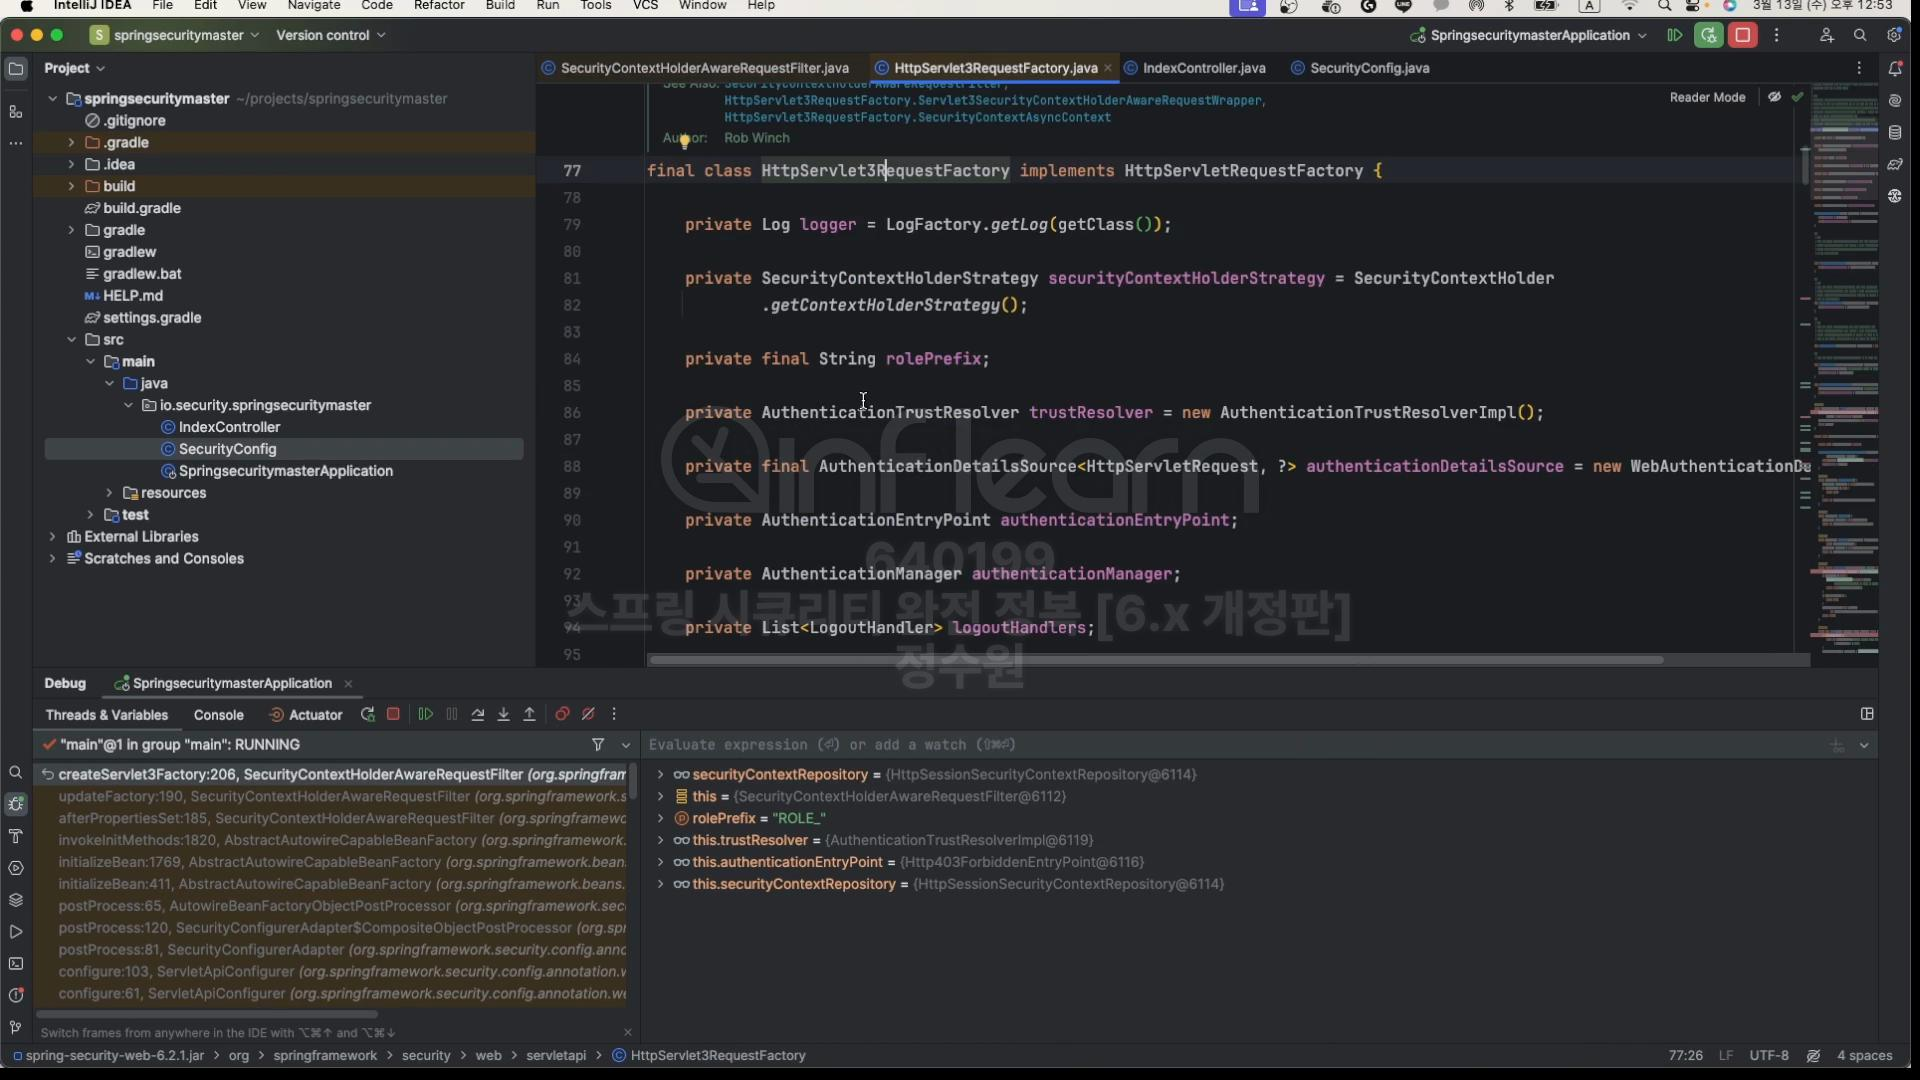 IntelliJ IDEA File Edit View Navigate Code Refactor Build Run Tools VCS Window Help A 3월 13일 (수) 오후 12:53
S springsecuritymaster Version control SpringsecuritymasterApplication
Project
springsecuritymaster ~/projects/springsecuritymaster
.gitignore
.gradle
.idea
build
build.gradle
gradle
gradlew
gradlew.bat
M↓ HELP.md
settings.gradle
src
main
java
io.security.springsecuritymaster
IndexController
SecurityConfig
SpringsecuritymasterApplication
resources
test
External Libraries
Scratches and Consoles
SecurityContextHolderAwareRequestFilter.java HttpServlet3RequestFactory.java IndexController.java SecurityConfig.java
Reader Mode
See Also: SecurityContextHolderAwareRequestFilter,
HttpServlet3RequestFactory.Servlet3SecurityContextHolderAwareRequestWrapper,
HttpServlet3RequestFactory.SecurityContextAsyncContext
Author: Rob Winch
77 final class HttpServlet3RequestFactory implements HttpServletRequestFactory {
78
79 private Log logger = LogFactory.getLog(getClass());
80
81 private SecurityContextHolderStrategy securityContextHolderStrategy = SecurityContextHolder
82 .getContextHolderStrategy();
83
84 private final String rolePrefix;
85
86 private AuthenticationTrustResolver trustResolver = new AuthenticationTrustResolverImpl();
87
88 private final AuthenticationDetailsSource<HttpServletRequest, ?> authenticationDetailsSource = new WebAuthenticationDe
89
90 private AuthenticationEntryPoint authenticationEntryPoint;
91
92 private AuthenticationManager authenticationManager;
93
94 private List<LogoutHandler> logoutHandlers;
95
inflearn
640199
스프링 시큐리티 완전 정복 [6.x 개정판]
정수원
Debug SpringsecuritymasterApplication
Threads & Variables Console Actuator
"main"@1 in group "main": RUNNING
createServlet3Factory:206, SecurityContextHolderAwareRequestFilter (org.springfram
updateFactory:190, SecurityContextHolderAwareRequestFilter (org.springframework.s
afterPropertiesSet:185, SecurityContextHolderAwareRequestFilter (org.springframewo
invokeInitMethods:1820, AbstractAutowireCapableBeanFactory (org.springframework
initializeBean:1769, AbstractAutowireCapableBeanFactory (org.springframework.bean
initializeBean:411, AbstractAutowireCapableBeanFactory (org.springframework.beans.
postProcess:65, AutowireBeanFactoryObjectPostProcessor (org.springframework.sec
postProcess:120, SecurityConfigurerAdapter$CompositeObjectPostProcessor (org.spr
postProcess:81, SecurityConfigurerAdapter (org.springframework.security.config.anno
configure:103, ServletApiConfigurer (org.springframework.security.config.annotation.w
configure:61, ServletApiConfigurer (org.springframework.security.config.annotation.we
Switch frames from anywhere in the IDE with ⌥⌘↑ and ⌥⌘↓
Evaluate expression (⏎) or add a watch (⇧⌘⏎)
securityContextRepository = {HttpSessionSecurityContextRepository@6114}
this = {SecurityContextHolderAwareRequestFilter@6112}
rolePrefix = "ROLE_"
this.trustResolver = {AuthenticationTrustResolverImpl@6119}
this.authenticationEntryPoint = {Http403ForbiddenEntryPoint@6116}
this.securityContextRepository = {HttpSessionSecurityContextRepository@6114}
spring-security-web-6.2.1.jar > org > springframework > security > web > servletapi > HttpServlet3RequestFactory 77:26 LF UTF-8 4 spaces